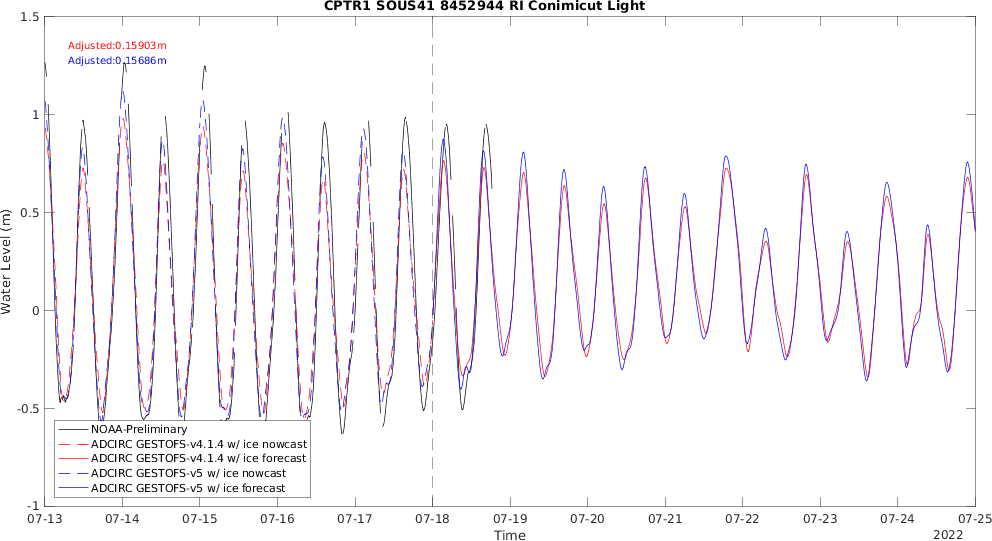 CPTR1 SOUS41 8452944 RI Conimicut Light
Adjusted:0.15903m
Adjusted:0.15686m
1.5
1
0.5
0
-0.5
-1
Water Level (m)
NOAA-Preliminary
ADCIRC GESTOFS-v4.1.4 w/ ice nowcast
ADCIRC GESTOFS-v4.1.4 w/ ice forecast
ADCIRC GESTOFS-v5 w/ ice nowcast
ADCIRC GESTOFS-v5 w/ ice forecast
07-13 07-14 07-15 07-16 07-17 07-18 07-19 07-20 07-21 07-22 07-23 07-24 07-25
Time
2022